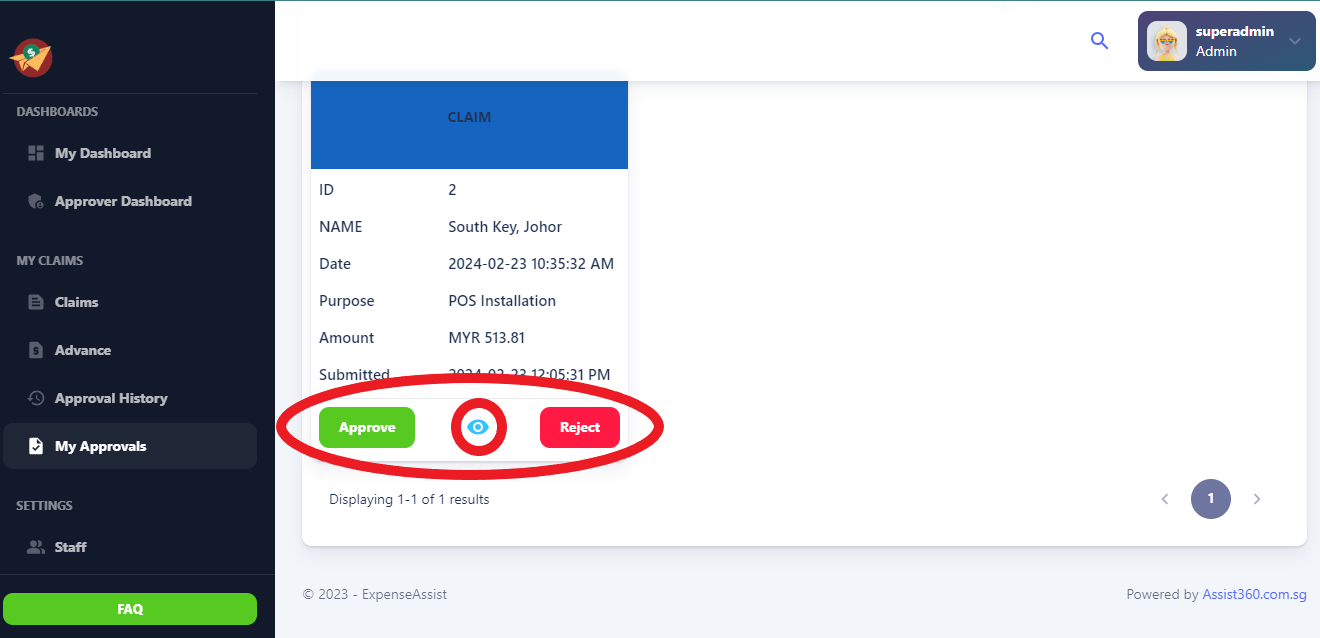 superadmin
Admin
DASHBOARDS
My Dashboard
Approver Dashboard
MY CLAIMS
Claims
Advance
Approval History
My Approvals
SETTINGS
Staff
FAQ
CLAIM
ID 2
NAME South Key, Johor
Date 2024-02-23 10:35:32 AM
Purpose POS Installation
Amount MYR 513.81
Submitted 2024-02-23 12:05:31 PM
Approve Reject
Displaying 1-1 of 1 results
1
© 2023 - ExpenseAssist
Powered by Assist360.com.sg